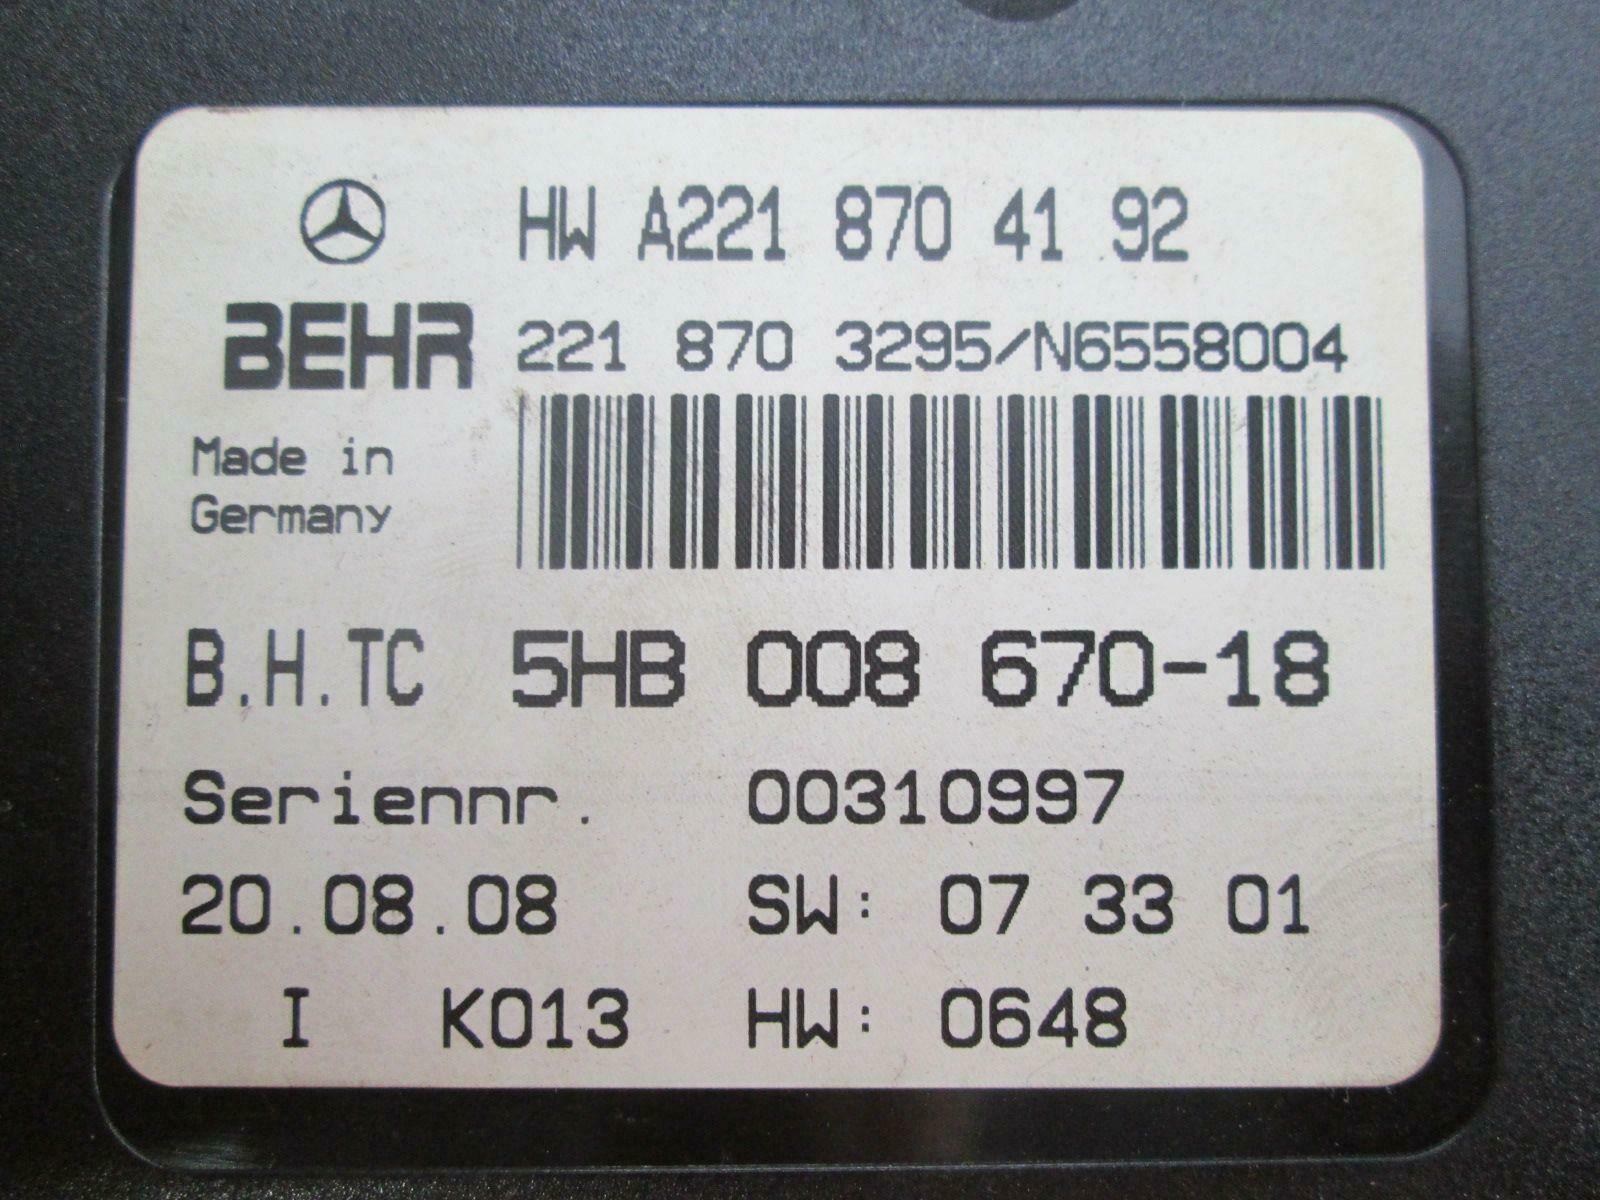 HW A221 870 41 92
BEHR 221 870 3295/N6558004
Made in
Germany
B.H.TC 5HB 008 670-18
Seriennr. 00310997
20.08.08 SW: 07 33 01
I K013 HW: 0648